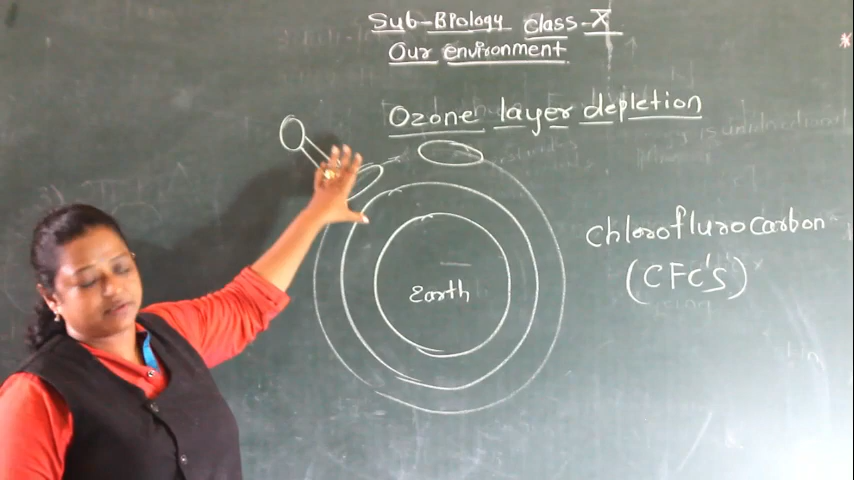 Sub-Biology class-X
Our environment
Ozone layer depletion
chloroflurocarbon
(CFC's)
Earth